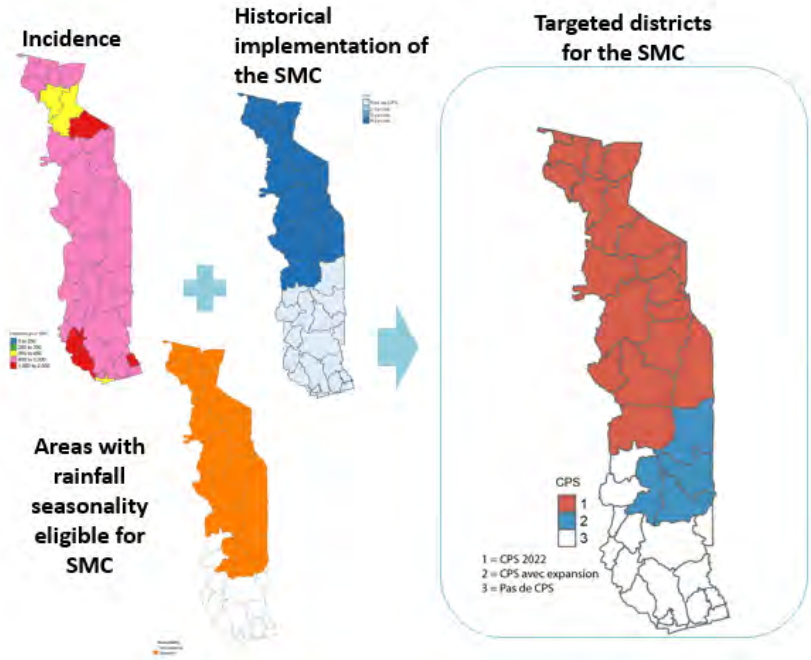 Incidence
Historical
implementation of
the SMC
Targeted districts
for the SMC
Areas with
rainfall
seasonality
eligible for
SMC
CPS
1
2
3
1 = CPS 2022
2 = CPS avec expansion
3 = Pas de CPS